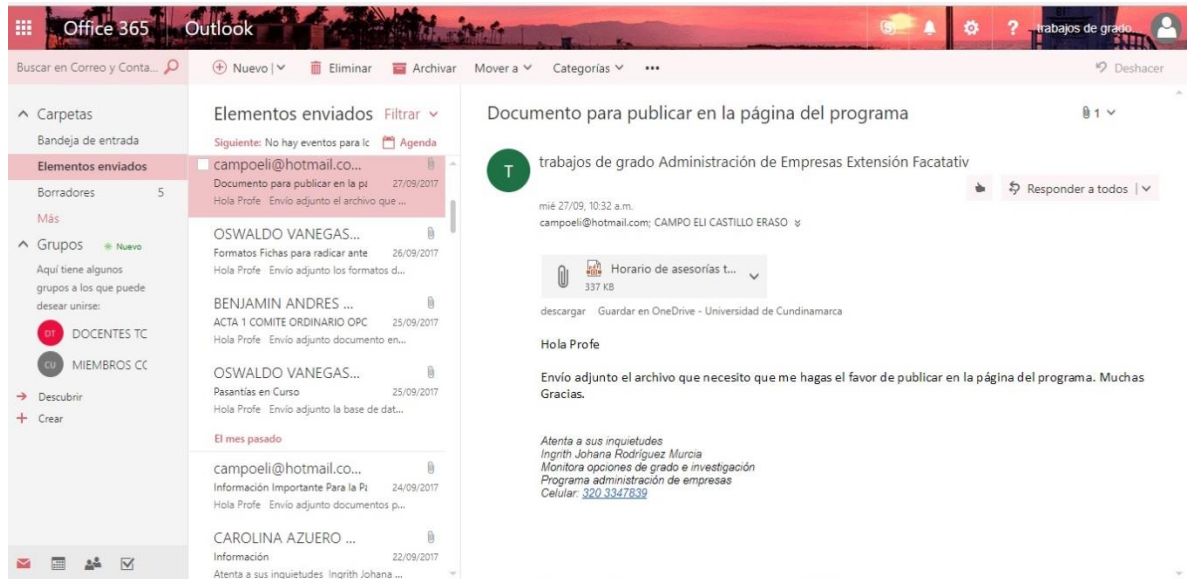 Office 365 Outlook
? trabajos de grado
Buscar en Correo y Conta...
Nuevo
Eliminar
Archivar
Mover a
Categorías
...
Deshacer
Carpetas
Bandeja de entrada
Elementos enviados
Borradores 5
Más
Grupos Nuevo
Aquí tiene algunos
grupos a los que puede
desear unirse:
DT DOCENTES TC
CU MIEMBROS CC
Descubrir
Crear
Elementos enviados Filtrar
Siguiente: No hay eventos para lc Agenda
campoeli@hotmail.co...
Documento para publicar en la pá 27/09/2017
Hola Profe Envío adjunto el archivo que ...
OSWALDO VANEGAS...
Formatos Fichas para radicar ante 26/09/2017
Hola Profe Envío adjunto los formatos d...
BENJAMIN ANDRES ...
ACTA 1 COMITE ORDINARIO OPC 25/09/2017
Hola Profe Envío adjunto documento en...
OSWALDO VANEGAS...
Pasantías en Curso 25/09/2017
Hola Profe Envío adjunto la base de dat...
El mes pasado
campoeli@hotmail.co...
Información Importante Para la Pá 24/09/2017
Hola Profe Envío adjunto documentos p...
CAROLINA AZUERO ...
Información 22/09/2017
Atenta a sus inquietudes Ingrith Johana ...
Documento para publicar en la página del programa
1
T
trabajos de grado Administración de Empresas Extensión Facatativ
Responder a todos
mié 27/09, 10:32 a.m.
campoeli@hotmail.com; CAMPO ELI CASTILLO ERASO
Horario de asesorías t...
337 KB
descargar Guardar en OneDrive - Universidad de Cundinamarca
Hola Profe
Envío adjunto el archivo que necesito que me hagas el favor de publicar en la página del programa. Muchas
Gracias.
Atenta a sus inquietudes
Ingrith Johana Rodríguez Murcia
Monitora opciones de grado e investigación
Programa administración de empresas
Celular: 320 3347839